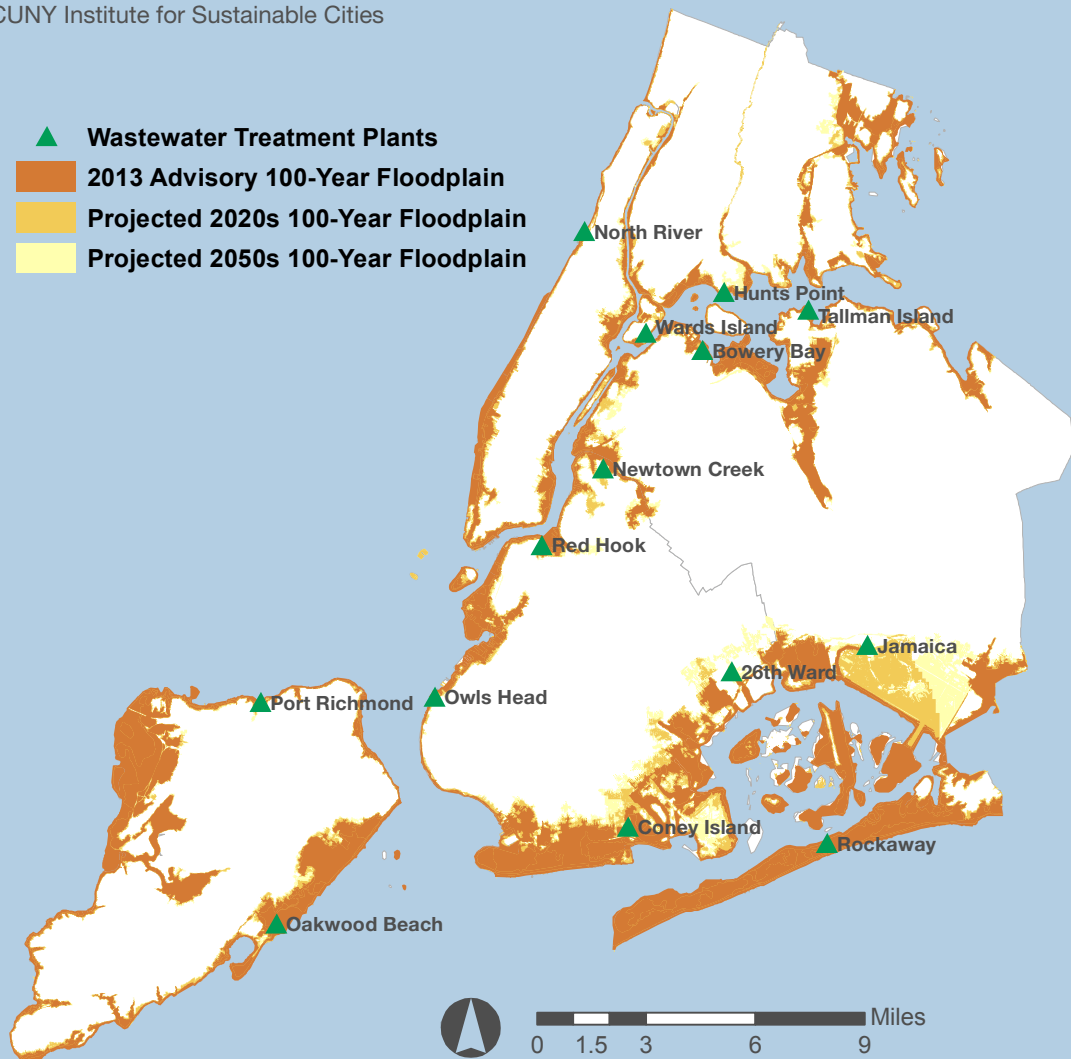 CUNY Institute for Sustainable Cities
Wastewater Treatment Plants
2013 Advisory 100-Year Floodplain
Projected 2020s 100-Year Floodplain
Projected 2050s 100-Year Floodplain
North River
Hunts Point
Tallman Island
Wards Island
Bowery Bay
Newtown Creek
Red Hook
Jamaica
26th Ward
Owls Head
Port Richmond
Coney Island
Rockaway
Oakwood Beach
Miles
0 1.5 3 6 9